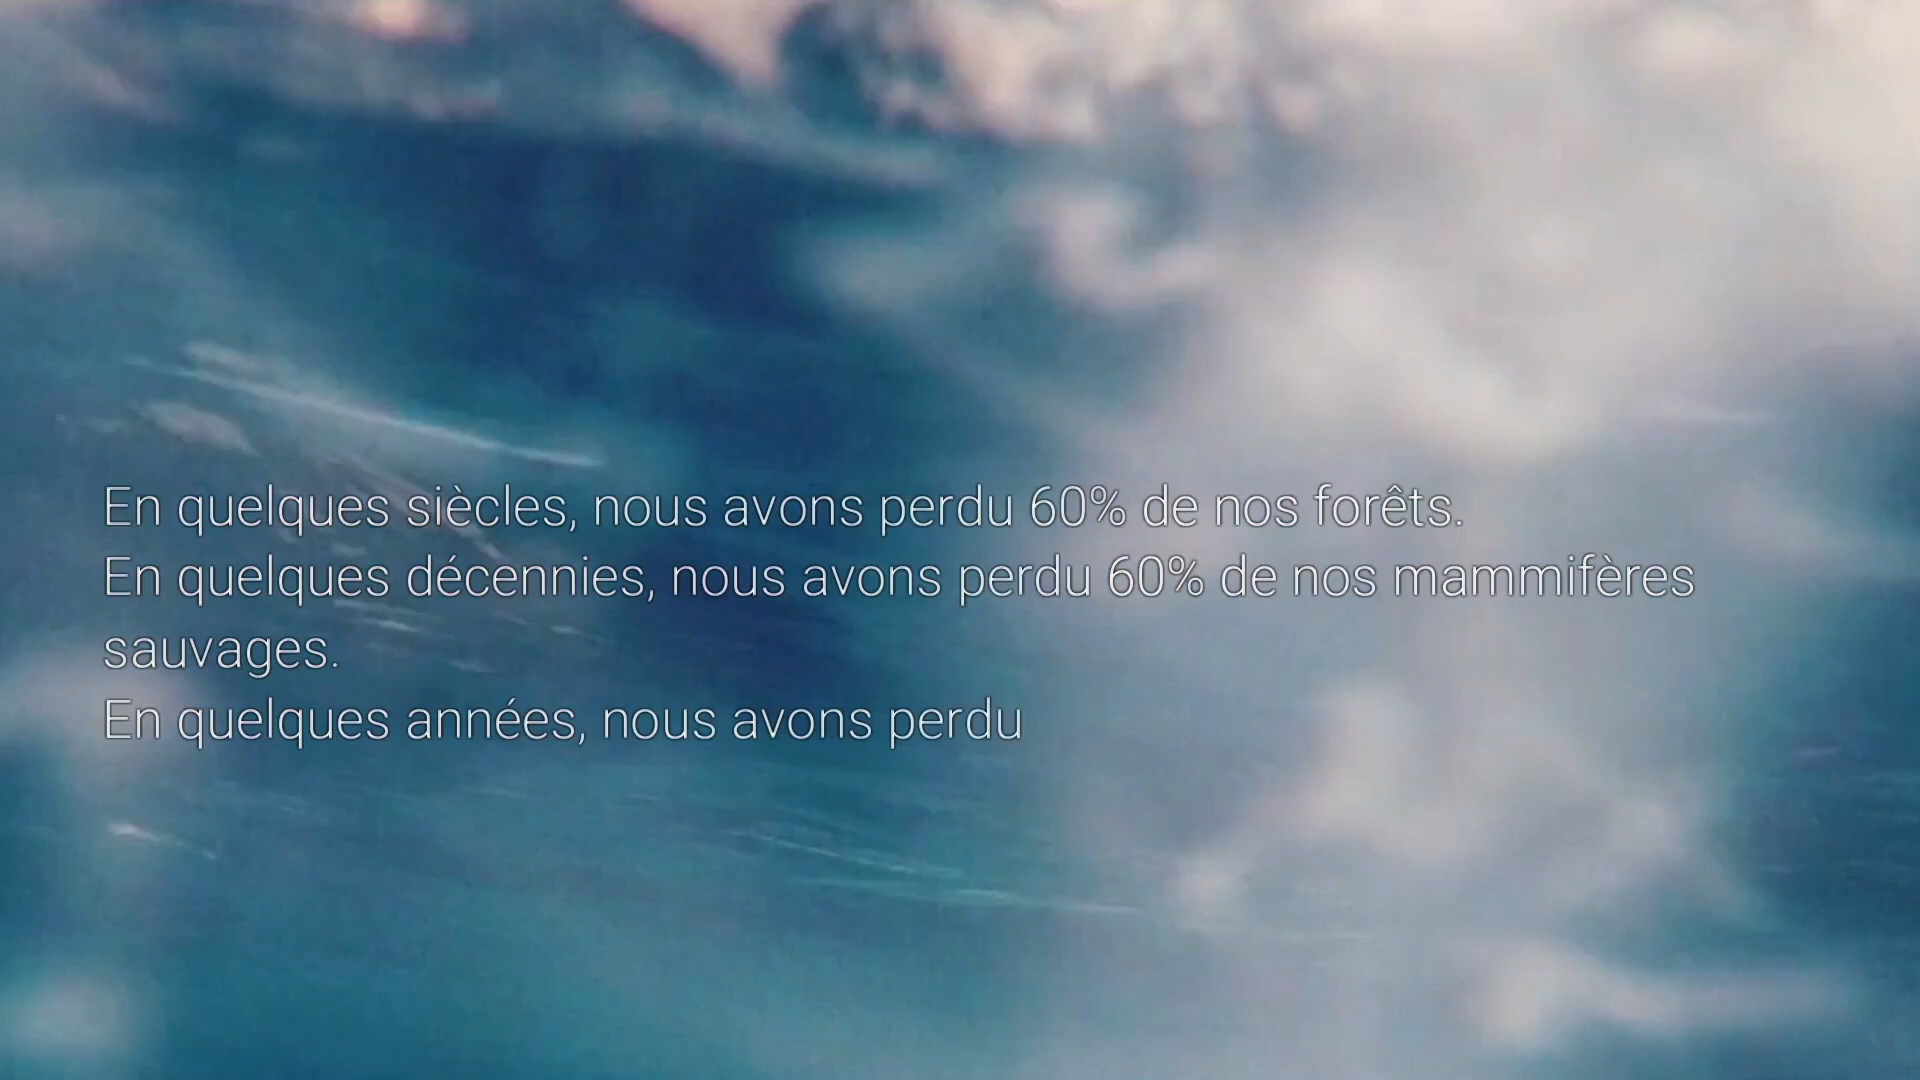 En quelques siècles, nous avons perdu 60% de nos forêts.
En quelques décennies, nous avons perdu 60% de nos mammifères
sauvages.
En quelques années, nous avons perdu